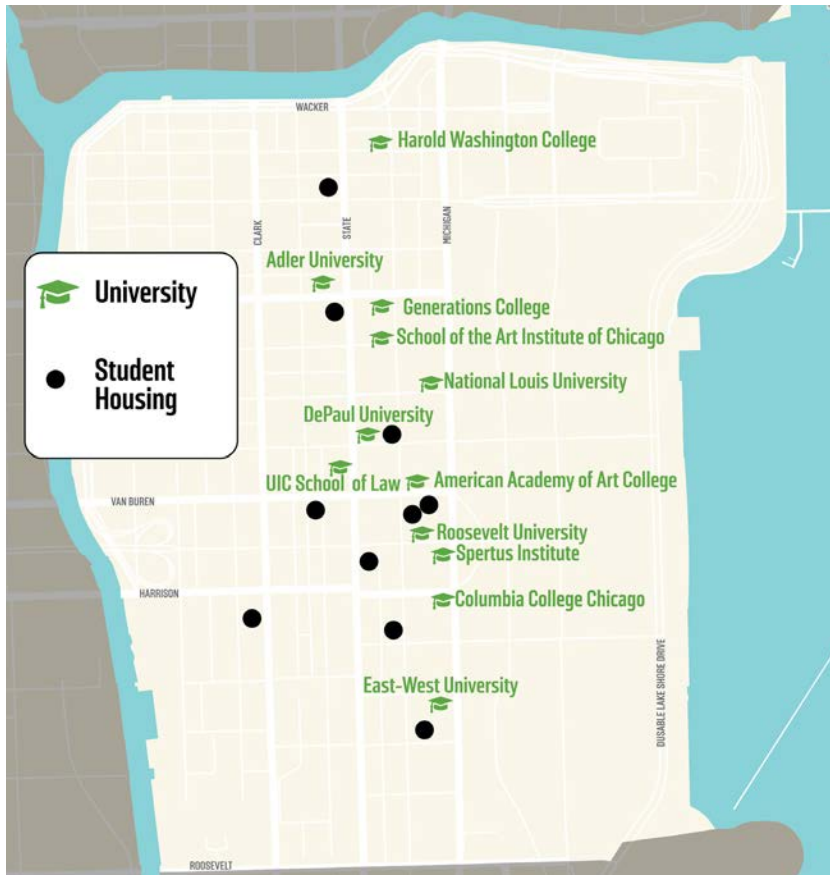 WACKER
Harold Washington College
CLARK
STATE
MICHIGAN
Adler University
University
Generations College
School of the Art Institute of Chicago
Student
Housing
National Louis University
DePaul University
UIC School of Law
American Academy of Art College
VAN BUREN
Roosevelt University
Spertus Institute
HARRISON
Columbia College Chicago
East-West University
DUSABLE LAKE SHORE DRIVE
ROOSEVELT